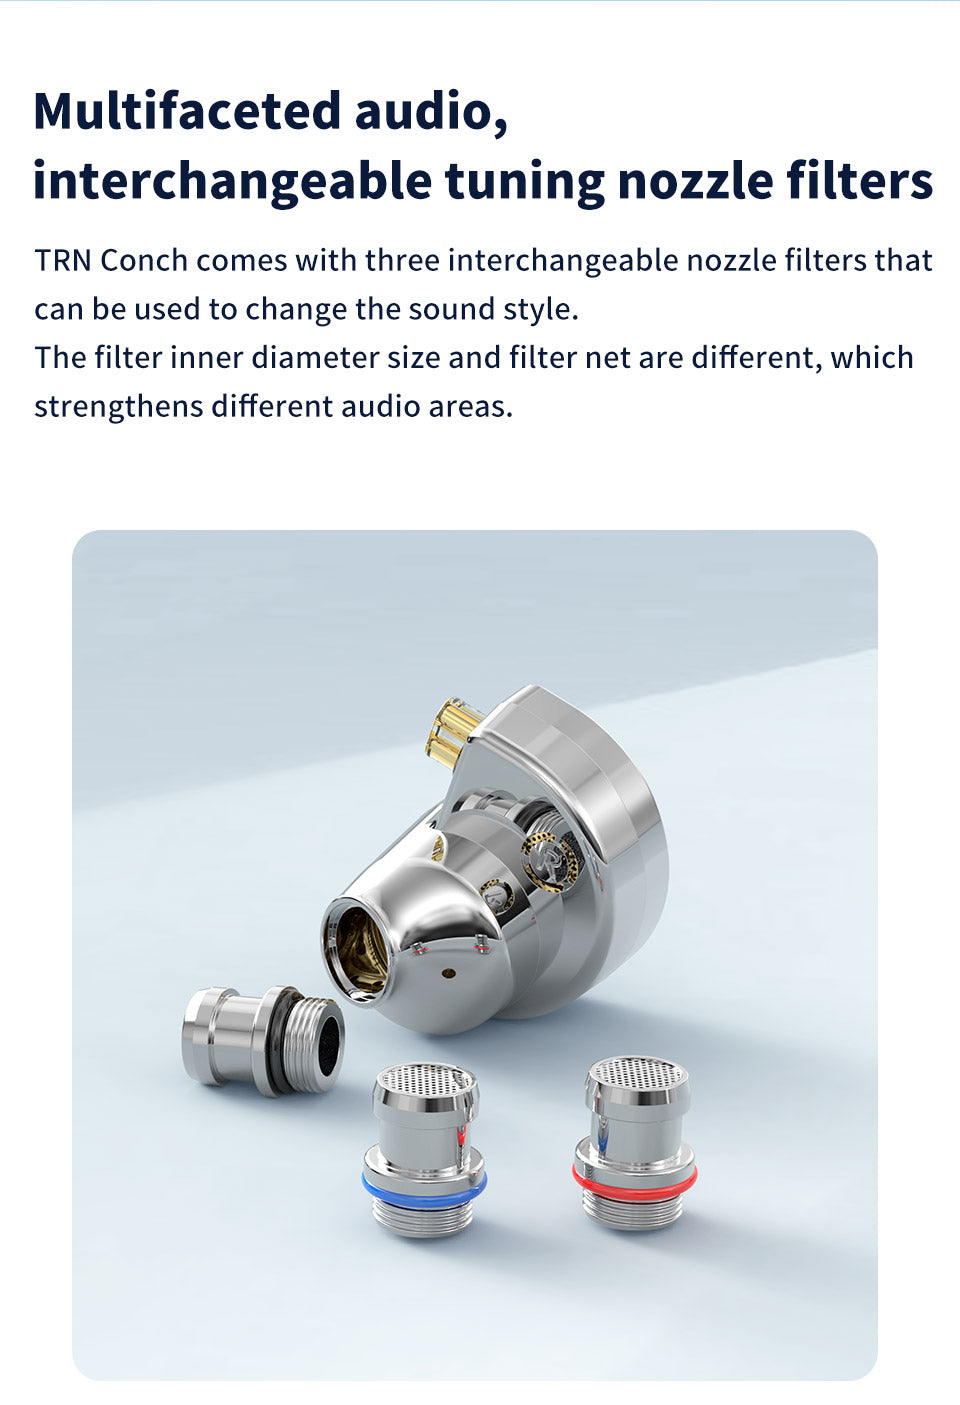 Multifaceted audio,
interchangeable tuning nozzle filters
TRN Conch comes with three interchangeable nozzle filters that
can be used to change the sound style.
The filter inner diameter size and filter net are different, which
strengthens different audio areas.